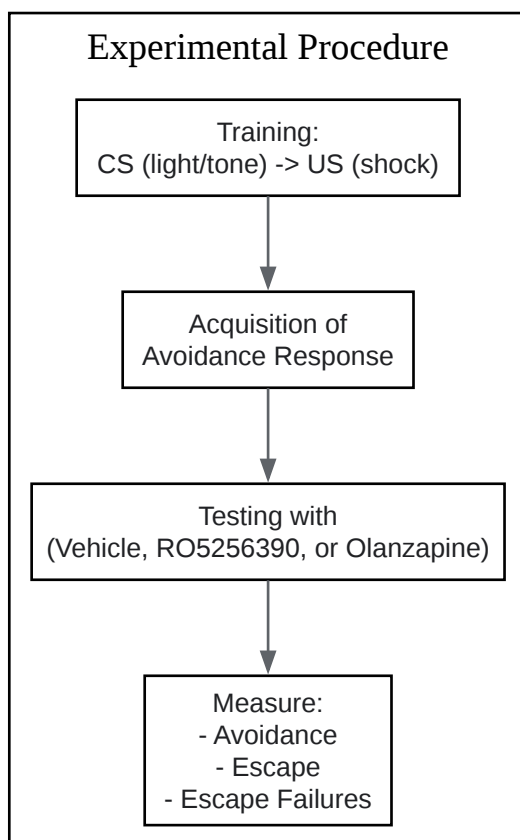 Experimental Procedure
Training:
CS (light/tone) -> US (shock)
Acquisition of
Avoidance Response
Testing with
(Vehicle, RO5256390, or Olanzapine)
Measure:
- Avoidance
- Escape
- Escape Failures